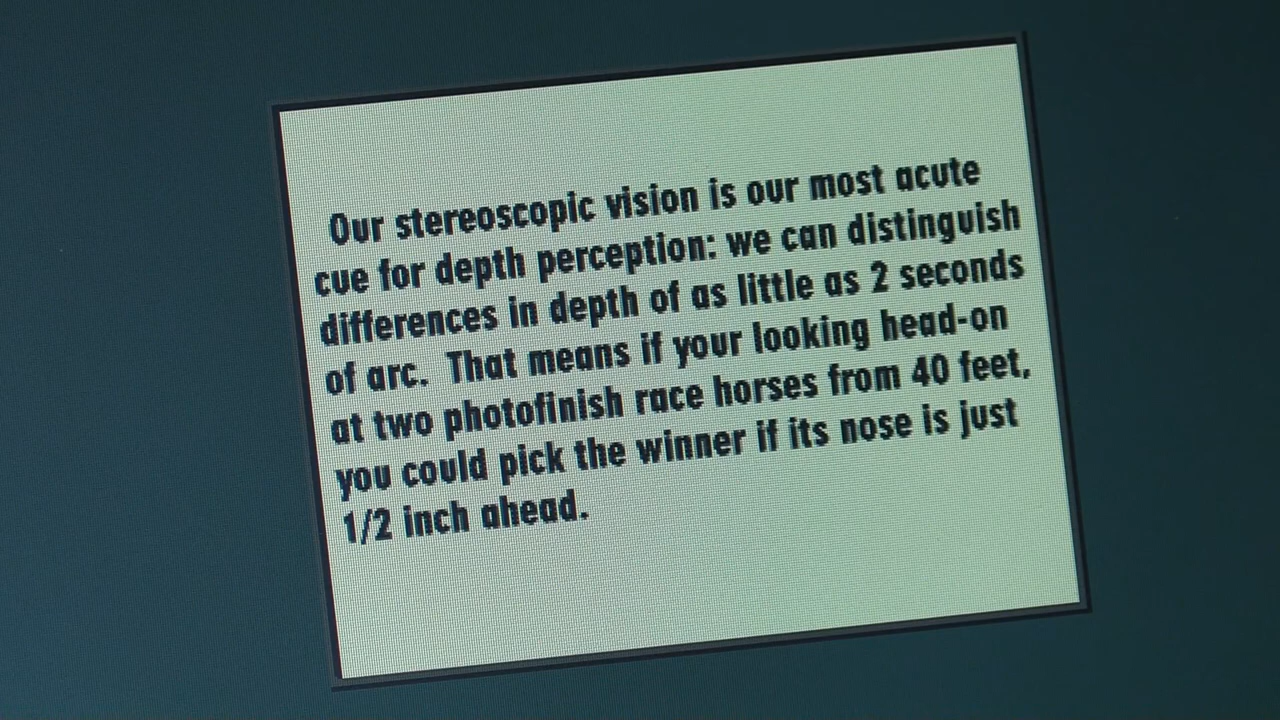 Our stereoscopic vision is our most acute
cue for depth perception: we can distinguish
differences in depth of as little as 2 seconds
of arc. That means if your looking head-on
at two photofinish race horses from 40 feet,
you could pick the winner if its nose is just
1/2 inch ahead.